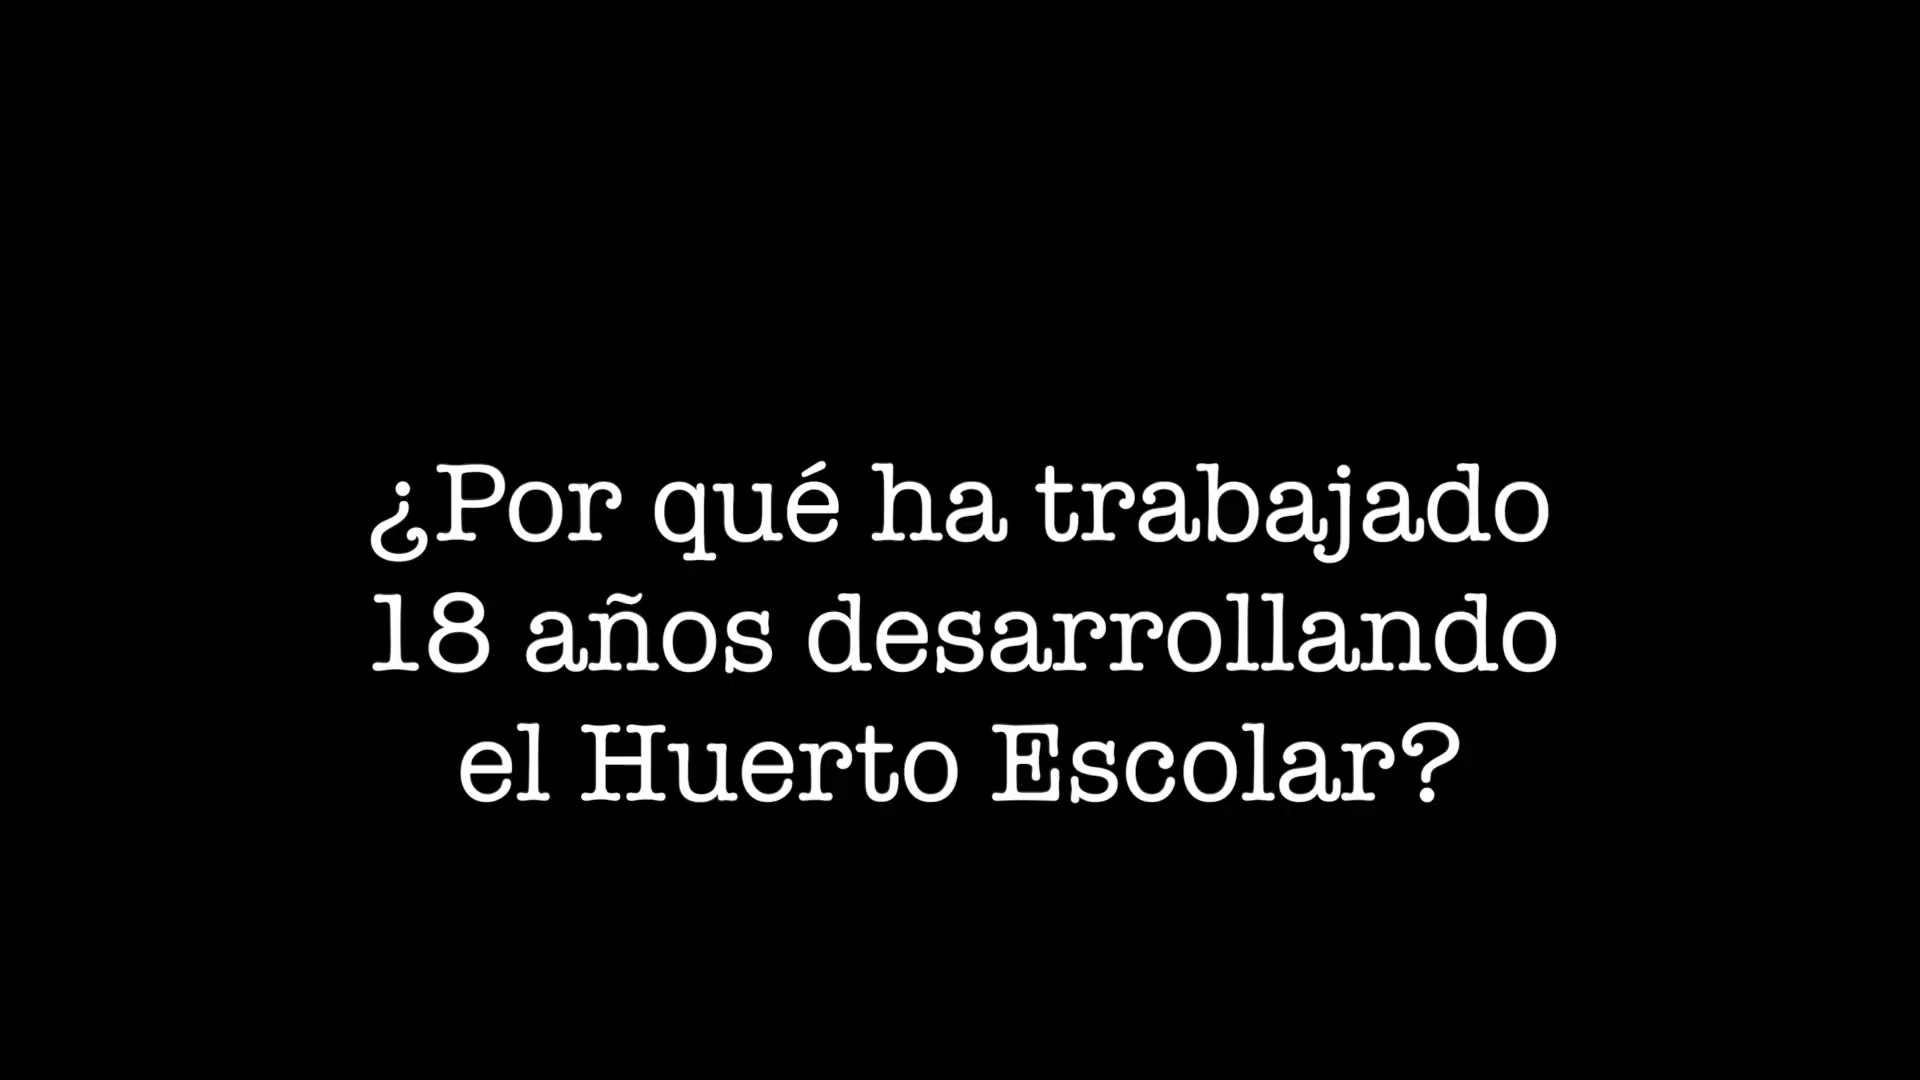 ¿Por qué ha trabajado
18 años desarrollando
el Huerto Escolar?